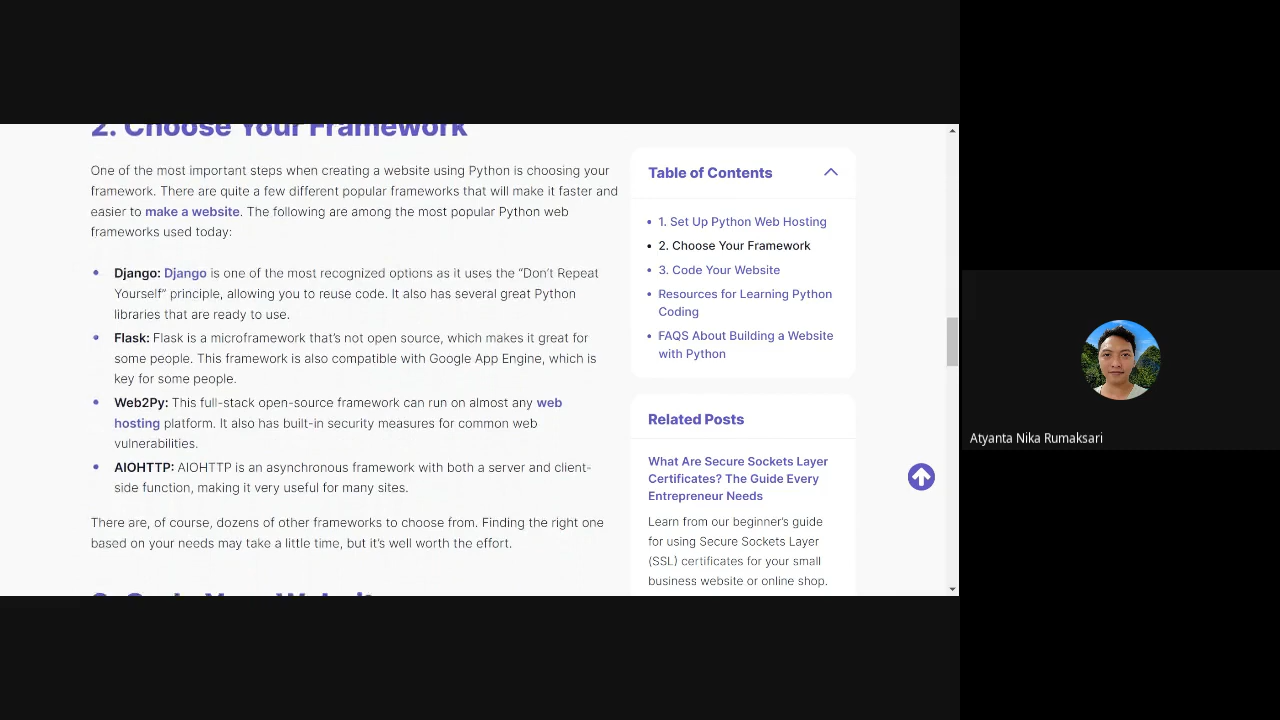 2. Choose Your Framework
One of the most important steps when creating a website using Python is choosing your
framework. There are quite a few different popular frameworks that will make it faster and
easier to make a website. The following are among the most popular Python web
frameworks used today:
Django: Django is one of the most recognized options as it uses the “Don’t Repeat
Yourself” principle, allowing you to reuse code. It also has several great Python
libraries that are ready to use.
Flask: Flask is a microframework that’s not open source, which makes it great for
some people. This framework is also compatible with Google App Engine, which is
key for some people.
Web2Py: This full-stack open-source framework can run on almost any web
hosting platform. It also has built-in security measures for common web
vulnerabilities.
AIOHTTP: AIOHTTP is an asynchronous framework with both a server and client-
side function, making it very useful for many sites.
There are, of course, dozens of other frameworks to choose from. Finding the right one
based on your needs may take a little time, but it’s well worth the effort.
3. Code Your Website
Table of Contents
1. Set Up Python Web Hosting
2. Choose Your Framework
3. Code Your Website
Resources for Learning Python
Coding
FAQS About Building a Website
with Python
Related Posts
What Are Secure Sockets Layer
Certificates? The Guide Every
Entrepreneur Needs
Learn from our beginner’s guide
for using Secure Sockets Layer
(SSL) certificates for your small
business website or online shop.
Atyanta Nika Rumaksari